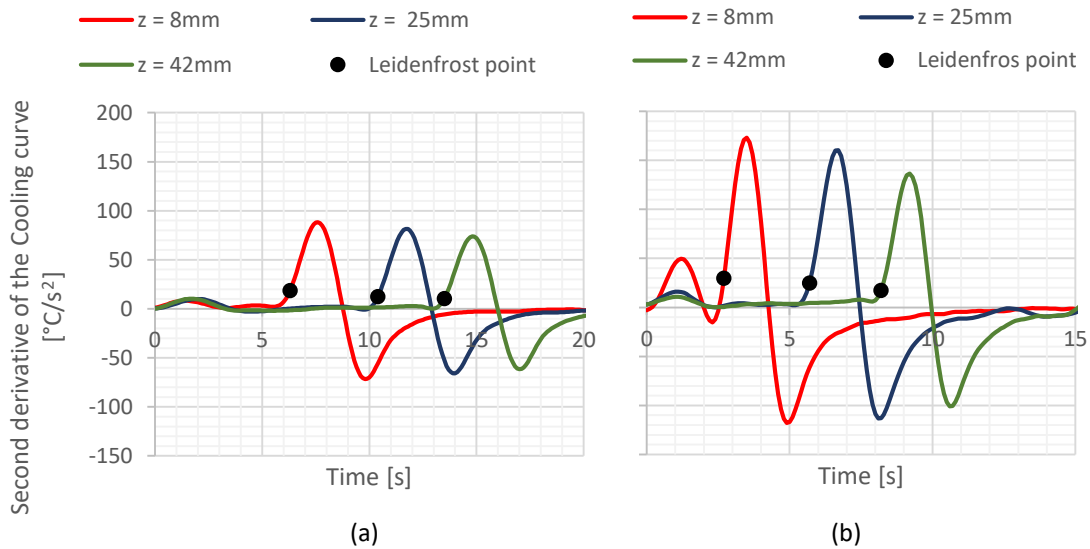 z = 8mm
z = 25mm
z = 42mm
Leidenfrost point
z = 8mm
z = 25mm
z = 42mm
Leidenfros point
Second derivative of the Cooling curve
[°C/s²]
200
150
100
50
0
-50
-100
-150
0
5
10
15
20
Time [s]
(a)
0
5
10
15
Time [s]
(b)